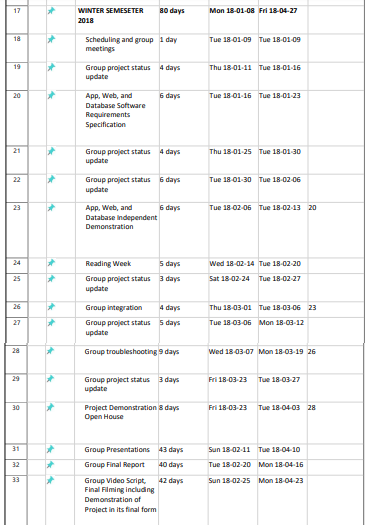 17 WINTER SEMESETER 80 days Mon 18-01-08 Fri 18-04-27
2018
18 Scheduling and group 1 day Tue 18-01-09 Tue 18-01-09
meetings
19 Group project status 4 days Thu 18-01-11 Tue 18-01-16
update
20 App, Web, and 6 days Tue 18-01-16 Tue 18-01-23
Database Software
Requirements
Specification
21 Group project status 4 days Thu 18-01-25 Tue 18-01-30
update
22 Group project status 6 days Tue 18-01-30 Tue 18-02-06
update
23 App, Web, and 6 days Tue 18-02-06 Tue 18-02-13 20
Database Independent
Demonstration
24 Reading Week 5 days Wed 18-02-14 Tue 18-02-20
25 Group project status 3 days Sat 18-02-24 Tue 18-02-27
update
26 Group integration 4 days Thu 18-03-01 Tue 18-03-06 23
27 Group project status 5 days Tue 18-03-06 Mon 18-03-12
update
28 Group troubleshooting 9 days Wed 18-03-07 Mon 18-03-19 26
29 Group project status 3 days Fri 18-03-23 Tue 18-03-27
update
30 Project Demonstration 8 days Fri 18-03-23 Tue 18-04-03 28
Open House
31 Group Presentations 43 days Sun 18-02-11 Tue 18-04-10
32 Group Final Report 40 days Tue 18-02-20 Mon 18-04-16
33 Group Video Script, 42 days Sun 18-02-25 Mon 18-04-23
Final Filming including
Demonstration of
Project in its final form